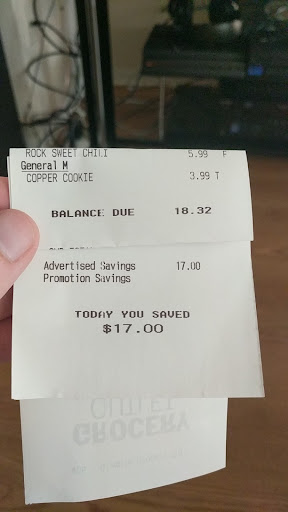 ROCK SWEET CHILI 5.99 F
General M
COPPER COOKIE 3.99 T
BALANCE DUE 18.32
Advertised Savings 17.00
Promotion Savings
TODAY YOU SAVED
$17.00
GROCERY
OUTLET